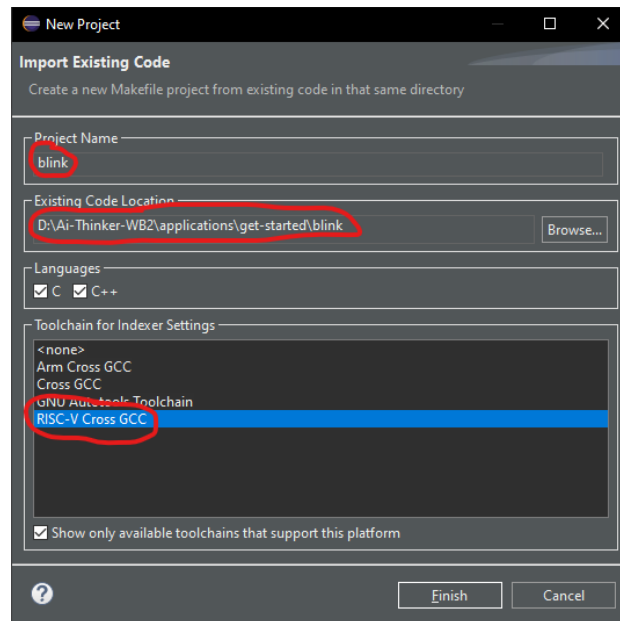 New Project
Import Existing Code
Create a new Makefile project from existing code in that same directory
Project Name
blink
Existing Code Location
D:\Ai-Thinker-WB2\applications\get-started\blink
Browse...
Languages
C C++
Toolchain for Indexer Settings
<none>
Arm Cross GCC
Cross GCC
GNU Autotools Toolchain
RISC-V Cross GCC
Show only available toolchains that support this platform
?
Finish Cancel